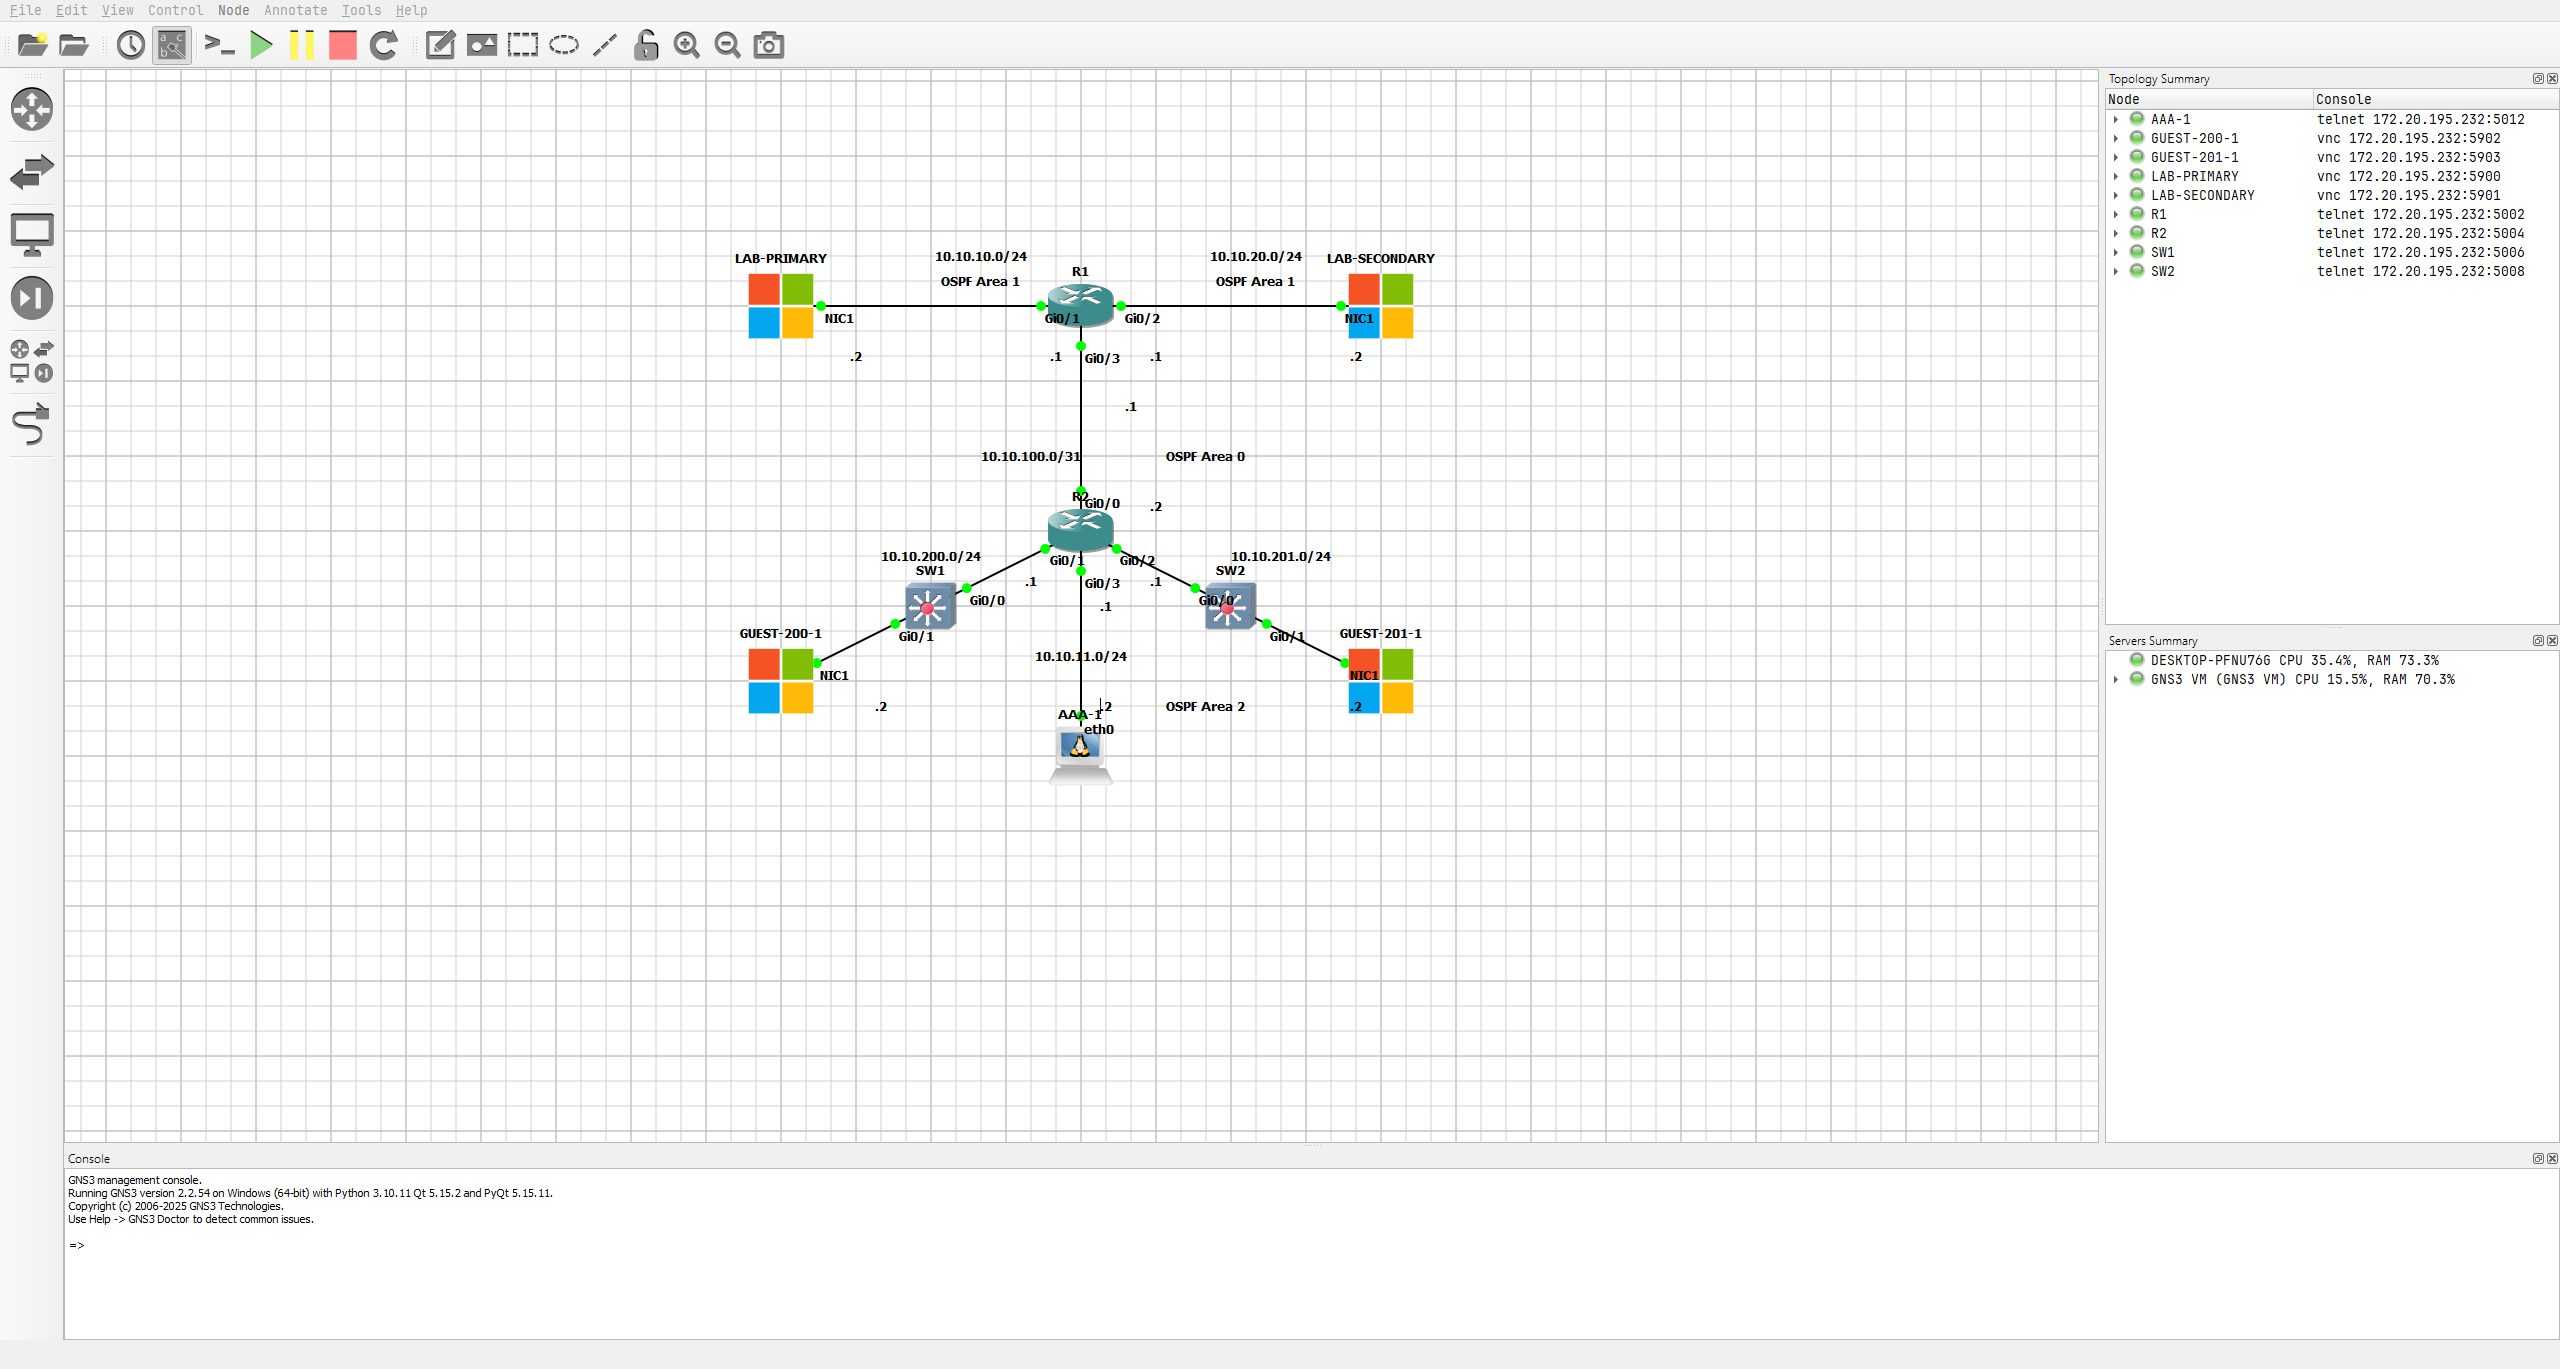 File Edit View Control Node Annotate Tools Help
Topology Summary
Node Console
AAA-1 telnet 172.20.195.232:5012
GUEST-200-1 vnc 172.20.195.232:5902
GUEST-201-1 vnc 172.20.195.232:5903
LAB-PRIMARY vnc 172.20.195.232:5900
LAB-SECONDARY vnc 172.20.195.232:5901
R1 telnet 172.20.195.232:5002
R2 telnet 172.20.195.232:5004
SW1 telnet 172.20.195.232:5006
SW2 telnet 172.20.195.232:5008
LAB-PRIMARY 10.10.10.0/24 R1 10.10.20.0/24 LAB-SECONDARY
OSPF Area 1 OSPF Area 1
NIC1 Gi0/1 Gi0/2 NIC1
.2 .1 Gi0/3 .1 .2
.1
10.10.100.0/31 OSPF Area 0
R2 Gi0/0 .2
10.10.200.0/24 Gi0/1 Gi0/2 10.10.201.0/24
SW1 .1 Gi0/3 .1 SW2
Gi0/0 .1 Gi0/0
GUEST-200-1 Gi0/1 Gi0/1 GUEST-201-1
10.10.11.0/24
NIC1 NIC1
.2 .2 OSPF Area 2 .2
AAA-1
eth0
Servers Summary
DESKTOP-PFNU76G CPU 35.4%, RAM 73.3%
GNS3 VM (GNS3 VM) CPU 15.5%, RAM 70.3%
Console
GNS3 management console.
Running GNS3 version 2.2.54 on Windows (64-bit) with Python 3.10.11 Qt 5.15.2 and PyQt 5.15.11.
Copyright (c) 2006-2025 GNS3 Technologies.
Use Help -> GNS3 Doctor to detect common issues.
=>